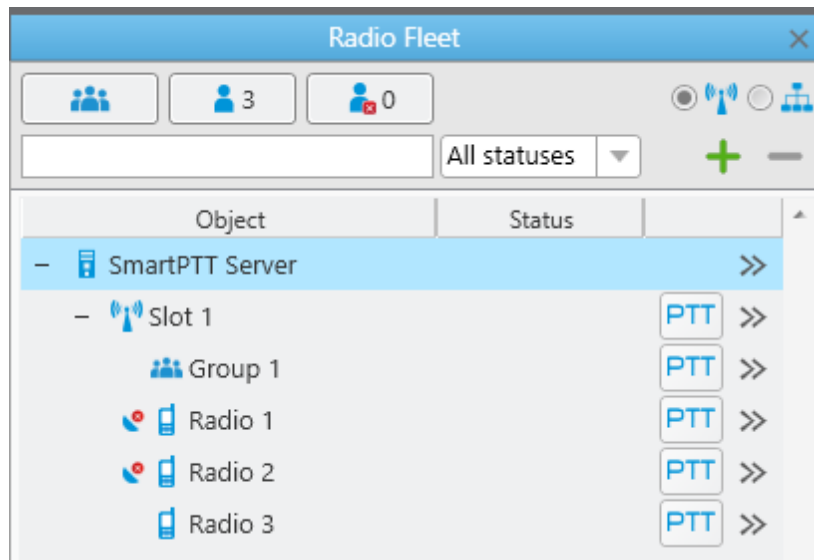 Radio Fleet
3 0
All statuses
Object Status
SmartPTT Server
Slot 1 PTT
Group 1 PTT
Radio 1 PTT
Radio 2 PTT
Radio 3 PTT